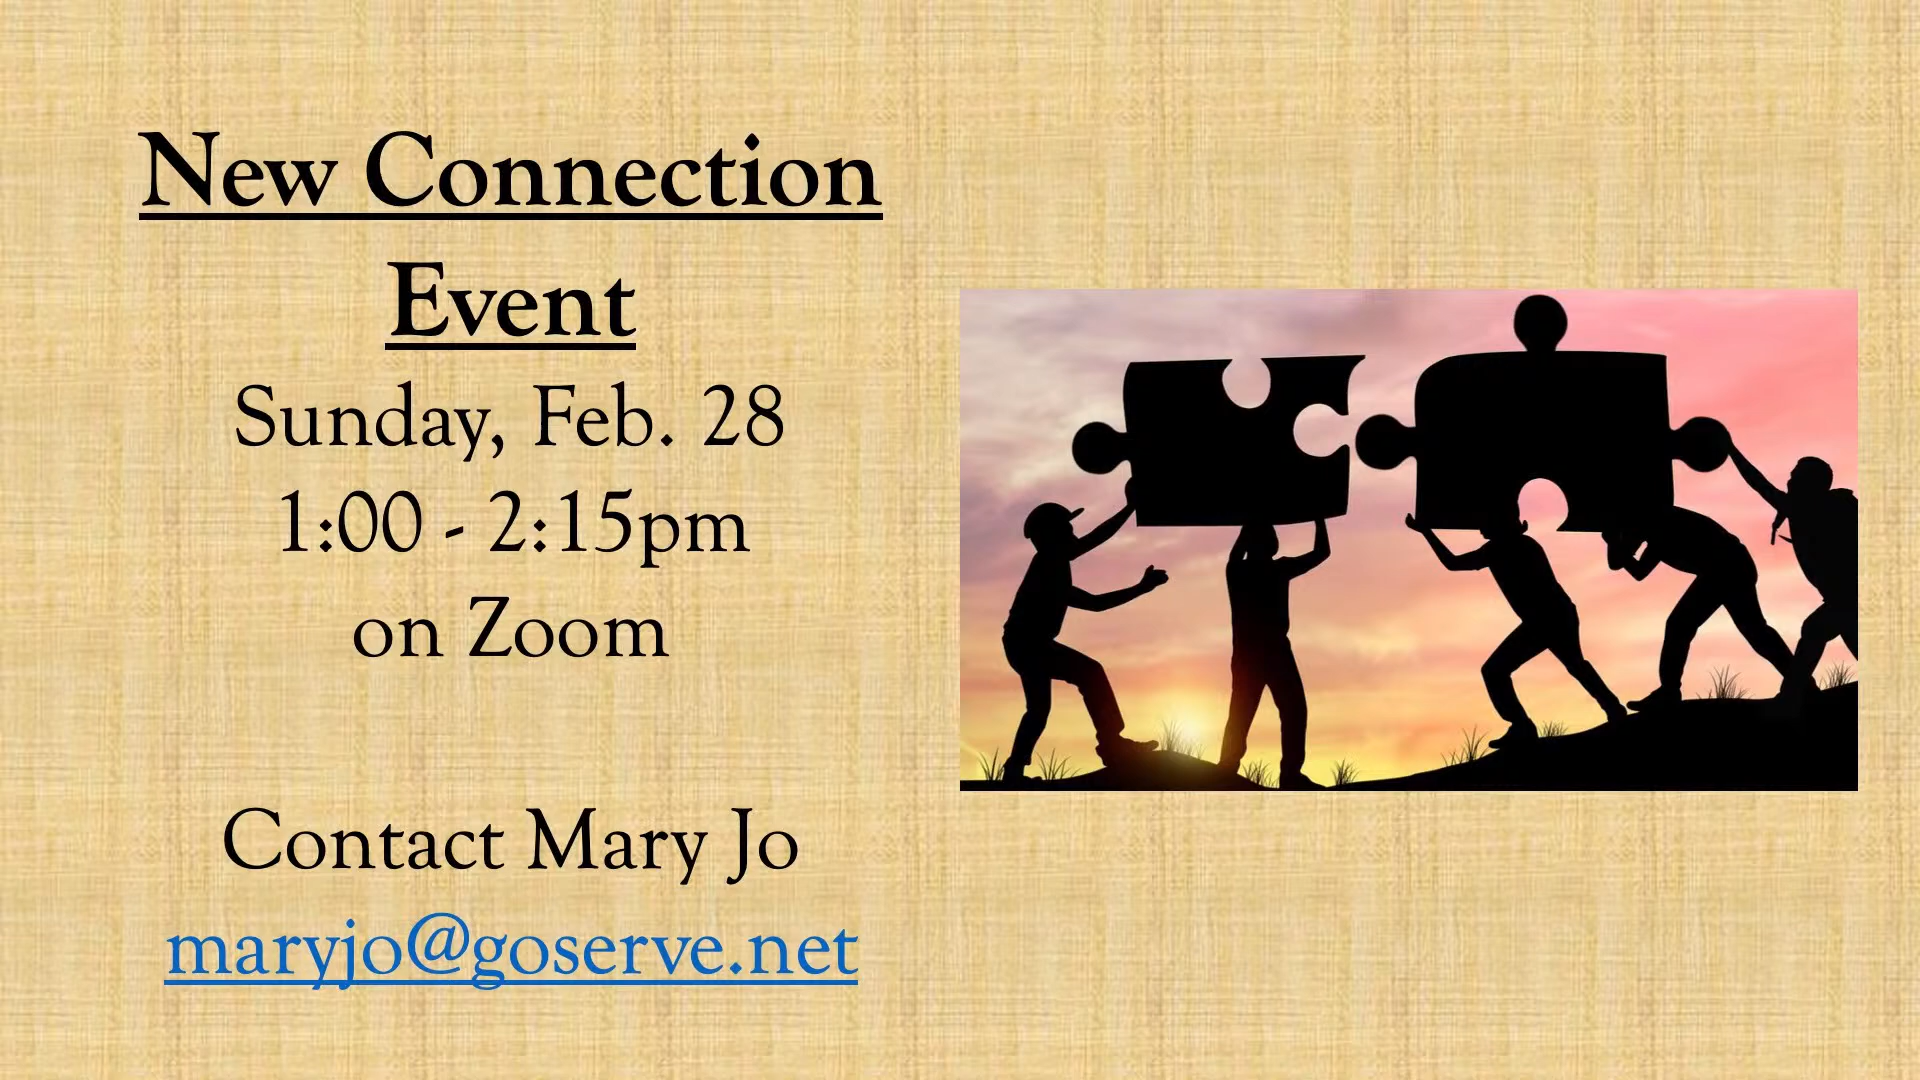 New Connection
Event
Sunday, Feb. 28
1:00 - 2:15pm
on Zoom
Contact Mary Jo
maryjo@goserve.net